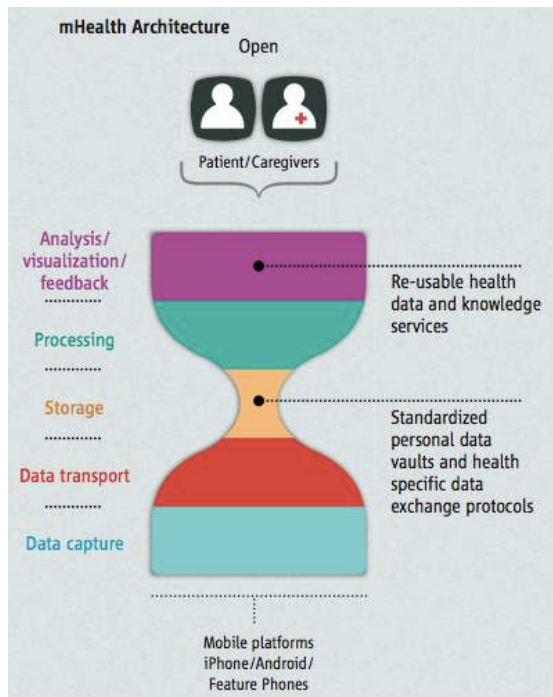 mHealth Architecture
Open
Patient/Caregivers
Analysis/
visualization/
feedback
Re-usable health
data and knowledge
services
Processing
Storage
Standardized
personal data
vaults and health
specific data
exchange protocols
Data transport
Data capture
Mobile platforms
iPhone/Android/
Feature Phones